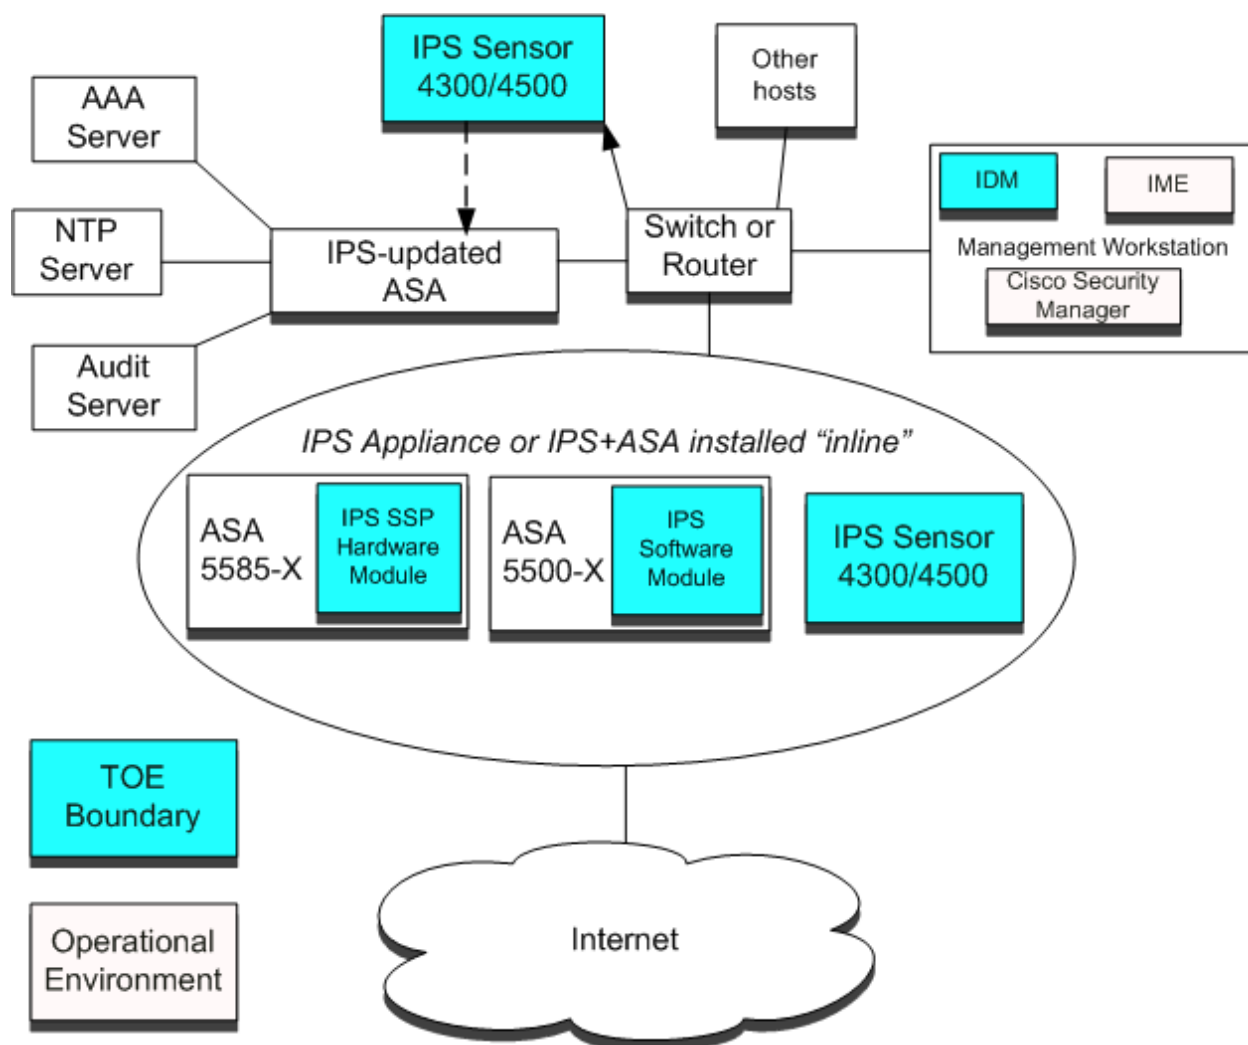 IPS Sensor
4300/4500
Other
hosts
AAA
Server
IDM
IME
NTP
Server
IPS-updated
ASA
Switch or
Router
Management Workstation
Cisco Security
Manager
Audit
Server
IPS Appliance or IPS+ASA installed “inline”
ASA
5585-X
IPS SSP
Hardware
Module
ASA
5500-X
IPS
Software
Module
IPS Sensor
4300/4500
TOE
Boundary
Operational
Environment
Internet